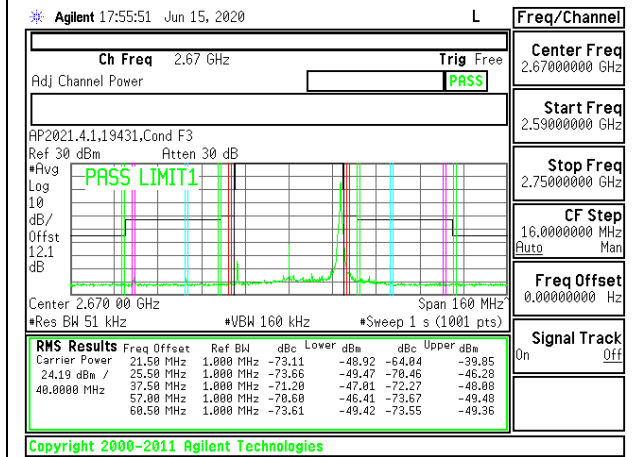 Agilent 17:55:51 Jun 15, 2020 L
Freq/Channel
Ch Freq 2.67 GHz Trig Free
Adj Channel Power PASS
Center Freq
2.67000000 GHz
Start Freq
2.59000000 GHz
Stop Freq
2.75000000 GHz
CF Step
16.0000000 MHz
Auto Man
Freq Offset
0.00000000 Hz
Signal Track
On Off
AP2021.4.1,19431,Cond F3
Ref 30 dBm Atten 30 dB
#Avg
Log
10
dB/
Offst
12.1
dB
PASS LIMIT1
Center 2.670 00 GHz Span 160 MHz
#Res BW 51 kHz #VBW 160 kHz #Sweep 1 s (1001 pts)
RMS Results Freq Offset Ref BW dBc Lower dBm dBc Upper dBm
Carrier Power 21.50 MHz 1.000 MHz -73.11 -48.92 -64.04 -39.85
24.19 dBm / 25.50 MHz 1.000 MHz -73.66 -49.47 -70.46 -46.28
40.0000 MHz 37.50 MHz 1.000 MHz -71.20 -47.01 -72.27 -48.08
57.00 MHz 1.000 MHz -70.60 -46.41 -73.67 -49.48
60.50 MHz 1.000 MHz -73.61 -49.42 -73.55 -49.36
Copyright 2000-2011 Agilent Technologies